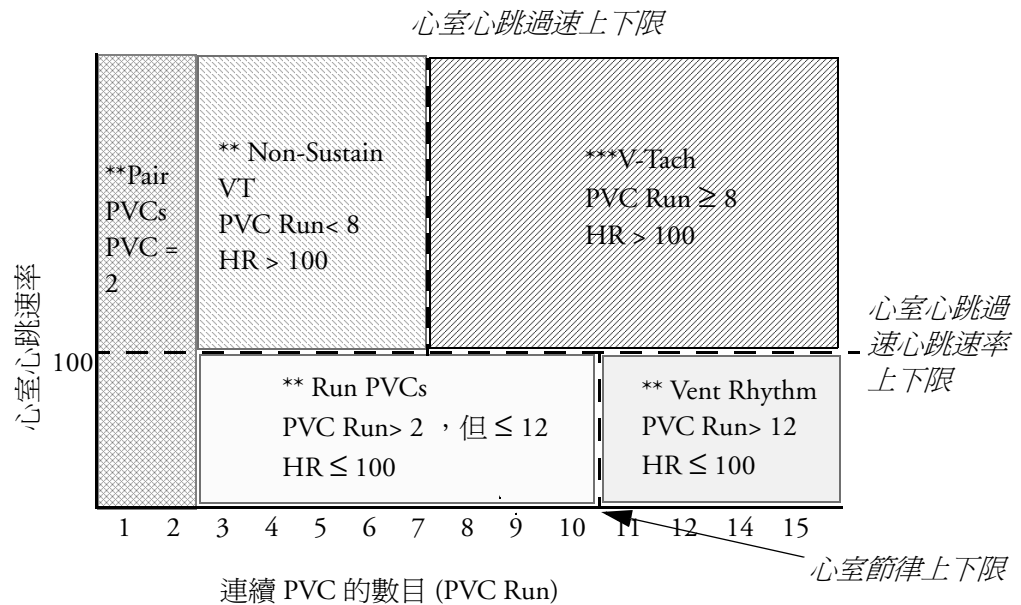 心室心跳過速上下限
**Pair
PVCs
PVC =
2
** Non-Sustain
VT
PVC Run< 8
HR > 100
***V-Tach
PVC Run ≥ 8
HR > 100
心室心跳速率
100
心室心跳過
速心跳速率
上下限
** Run PVCs
PVC Run> 2 ，但 ≤ 12
HR ≤ 100
** Vent Rhythm
PVC Run> 12
HR ≤ 100
1 2 3 4 5 6 7 8 9 10 11 12 14 15
心室節律上下限
連續 PVC 的數目 (PVC Run)